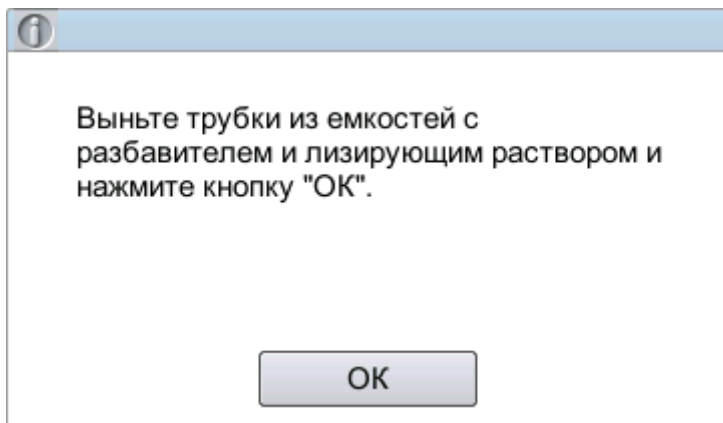 Выньте трубки из емкостей с
разбавителем и лизирующим раствором и
нажмите кнопку "ОК".
ОК